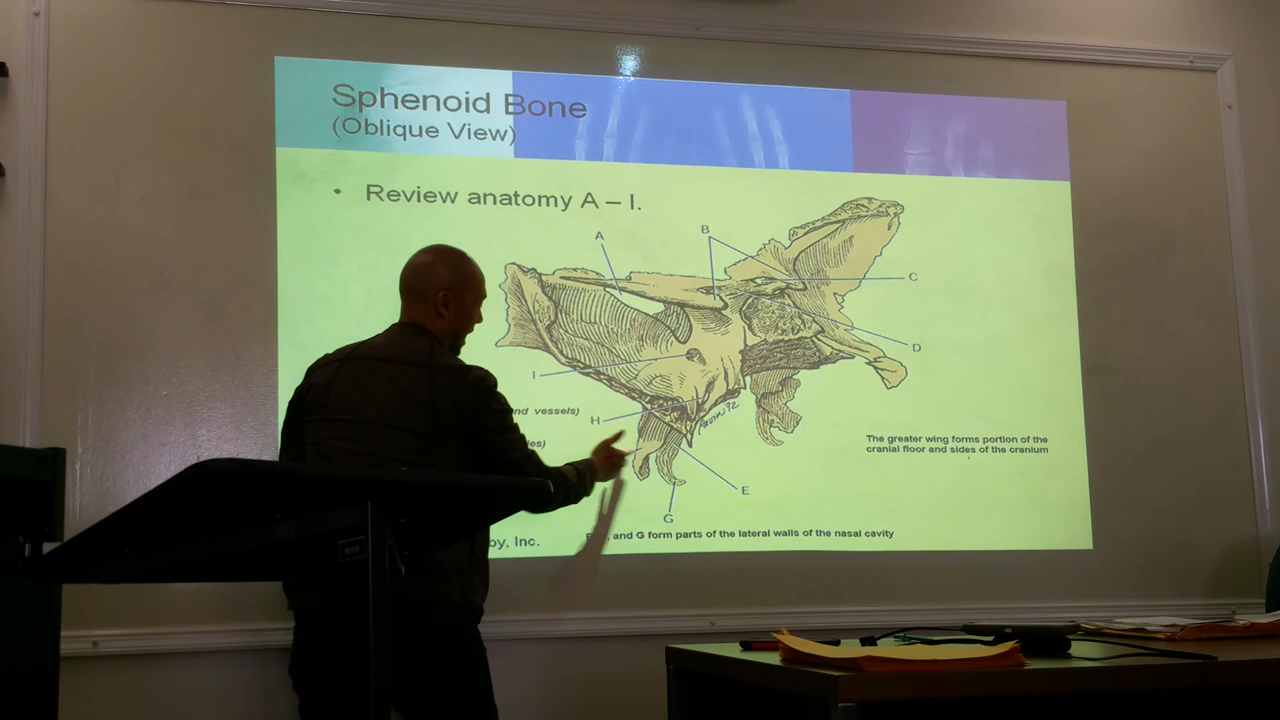 Sphenoid Bone
(Oblique View)
• Review anatomy A – I.
A
B
C
D
I
nd vessels)
H
The greater wing forms portion of the
cranial floor and sides of the cranium
E
G
and G form parts of the lateral walls of the nasal cavity
by, Inc.